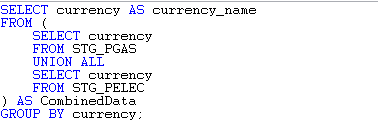 SELECT currency AS currency_name
FROM (
    SELECT currency
    FROM STG_PGAS
    UNION ALL
    SELECT currency
    FROM STG_PELEC
) AS CombinedData
GROUP BY currency;